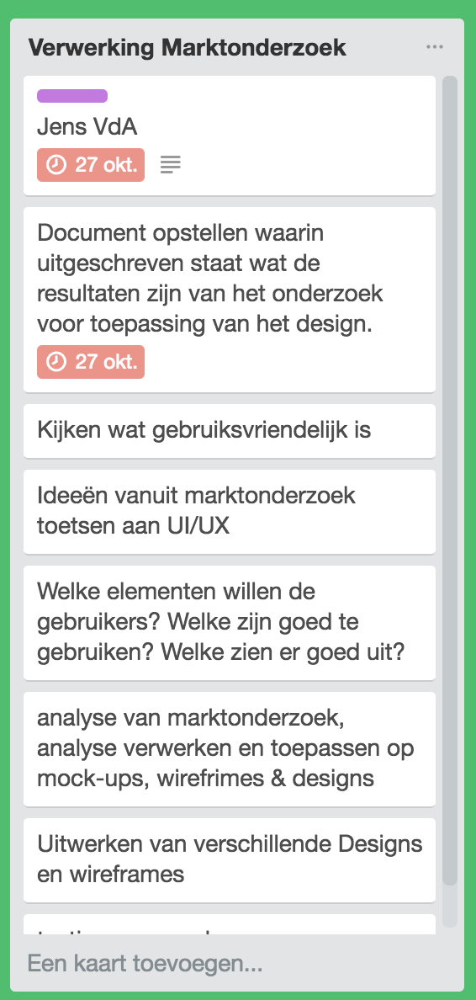 Verwerking Marktonderzoek
Jens VdA
27 okt.
Document opstellen waarin
uitgeschreven staat wat de
resultaten zijn van het onderzoek
voor toepassing van het design.
27 okt.
Kijken wat gebruiksvriendelijk is
Ideeën vanuit marktonderzoek
toetsen aan UI/UX
Welke elementen willen de
gebruikers? Welke zijn goed te
gebruiken? Welke zien er goed uit?
analyse van marktonderzoek,
analyse verwerken en toepassen op
mock-ups, wirefrimes & designs
Uitwerken van verschillende Designs
en wireframes
Een kaart toevoegen...